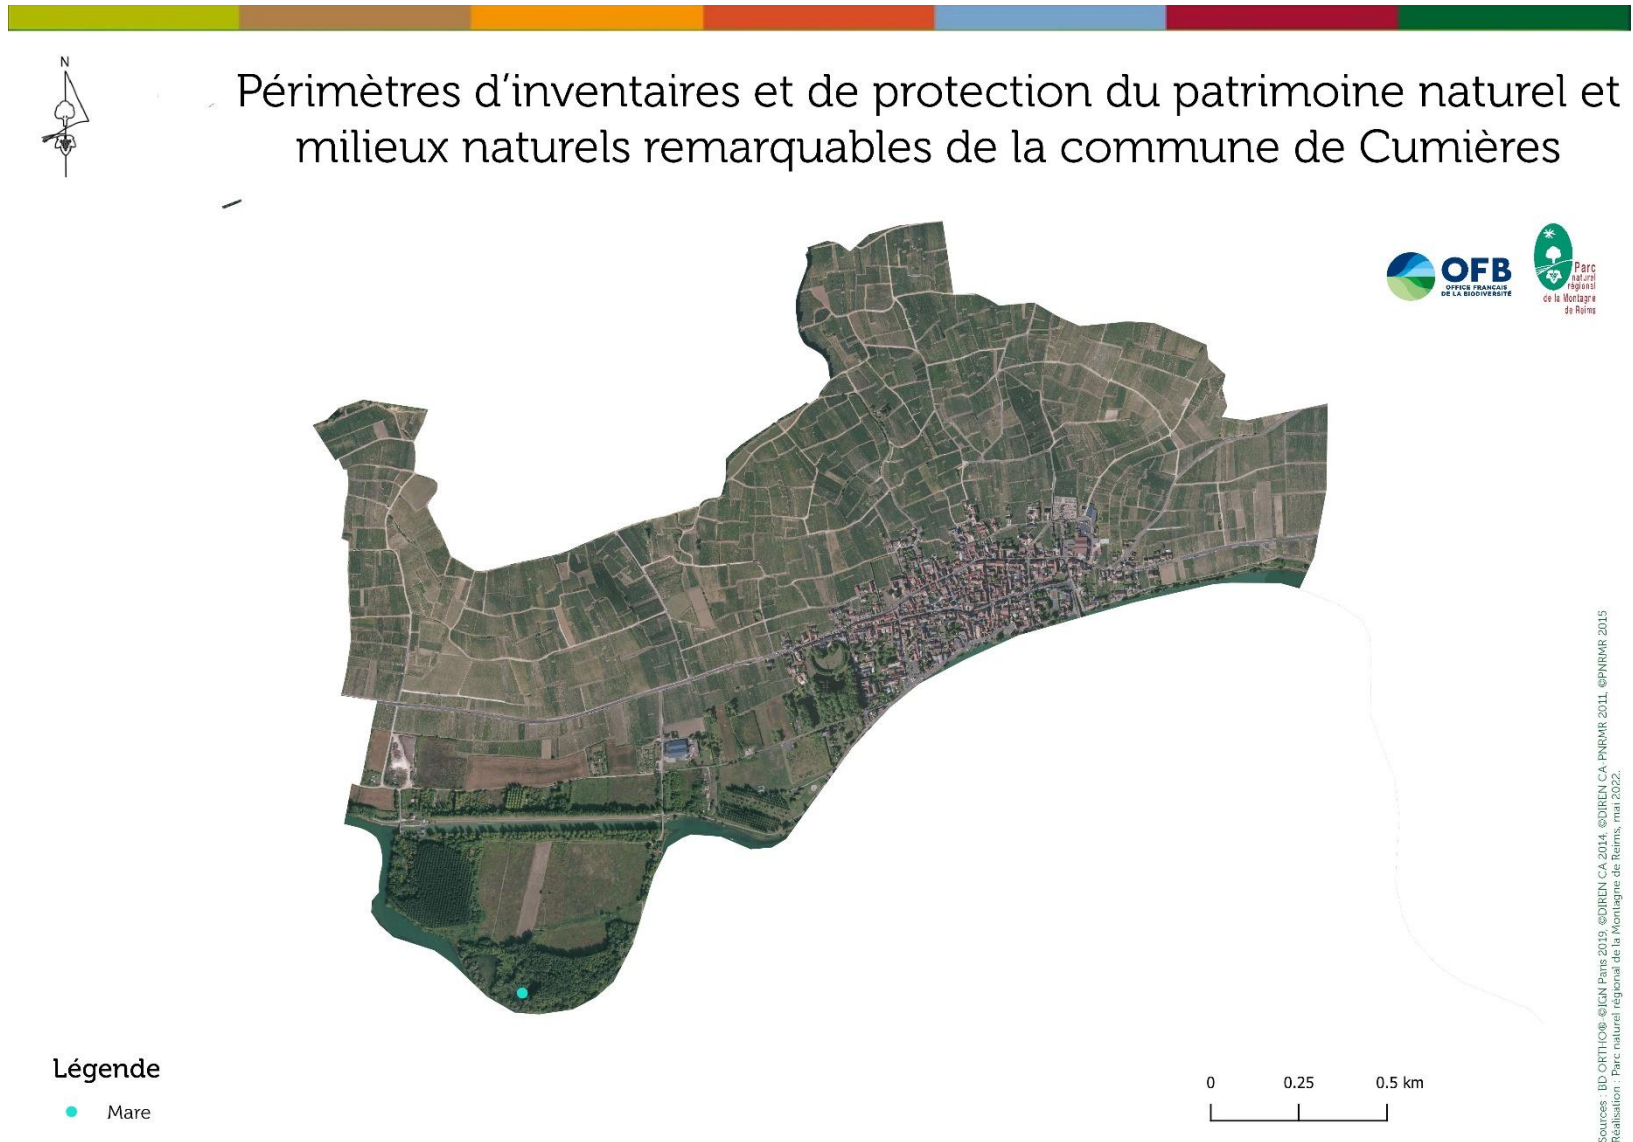 N
Périmètres d'inventaires et de protection du patrimoine naturel et
milieux naturels remarquables de la commune de Cumières
OFB
OFFICE FRANÇAIS
DE LA BIODIVERSITÉ
Parc
naturel
régional
de la Montagne
de Reims
Légende
Mare
0 0.25 0.5 km
Sources : BD ORTHO®-©IGN Paris 2019, ©DIREN CA 2014, ©DIREN CA-PNRMR 2011, ©PNRMR 2015
Réalisation : Parc naturel régional de la Montagne de Reims, mai 2022.